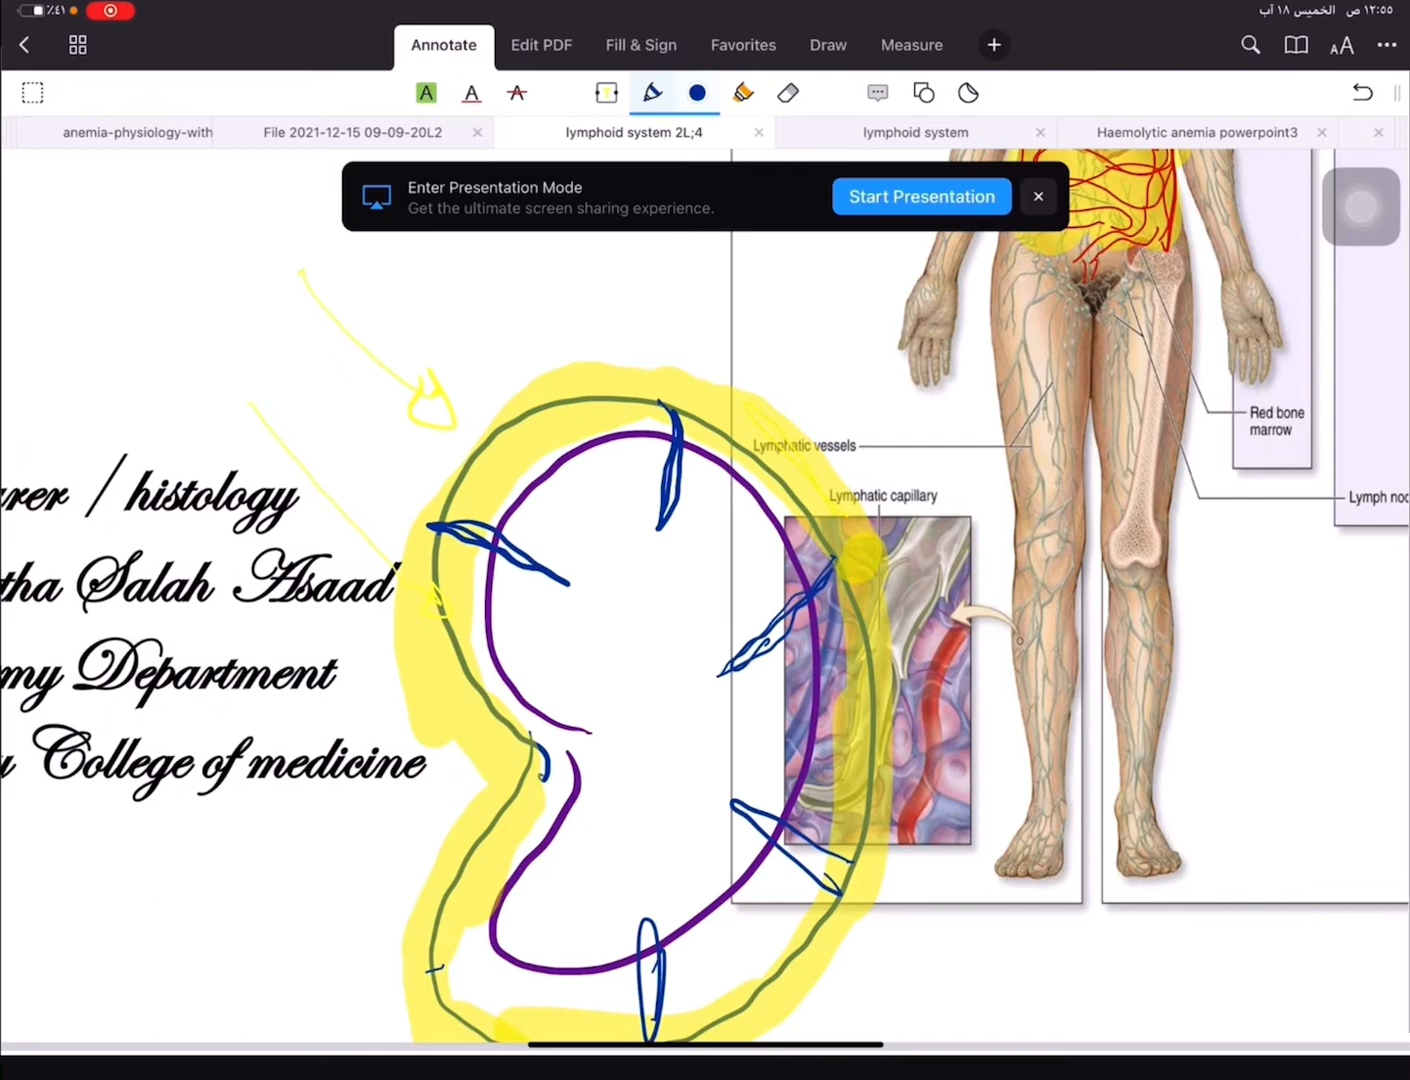 ٪٤١
١٢:٥٥ ص الخميس ١٨ آب
Annotate
Edit PDF
Fill & Sign
Favorites
Draw
Measure
AA
A
A
A
T
anemia-physiology-with
File 2021-12-15 09-09-20L2
lymphoid system 2L;4
lymphoid system
Haemolytic anemia powerpoint3
Enter Presentation Mode
Get the ultimate screen sharing experience.
Start Presentation
Red bone
marrow
Lymphatic vessels
Lymphatic capillary
Lymph noc
rer / histology
tha Salah Asaad
my Department
College of medicine